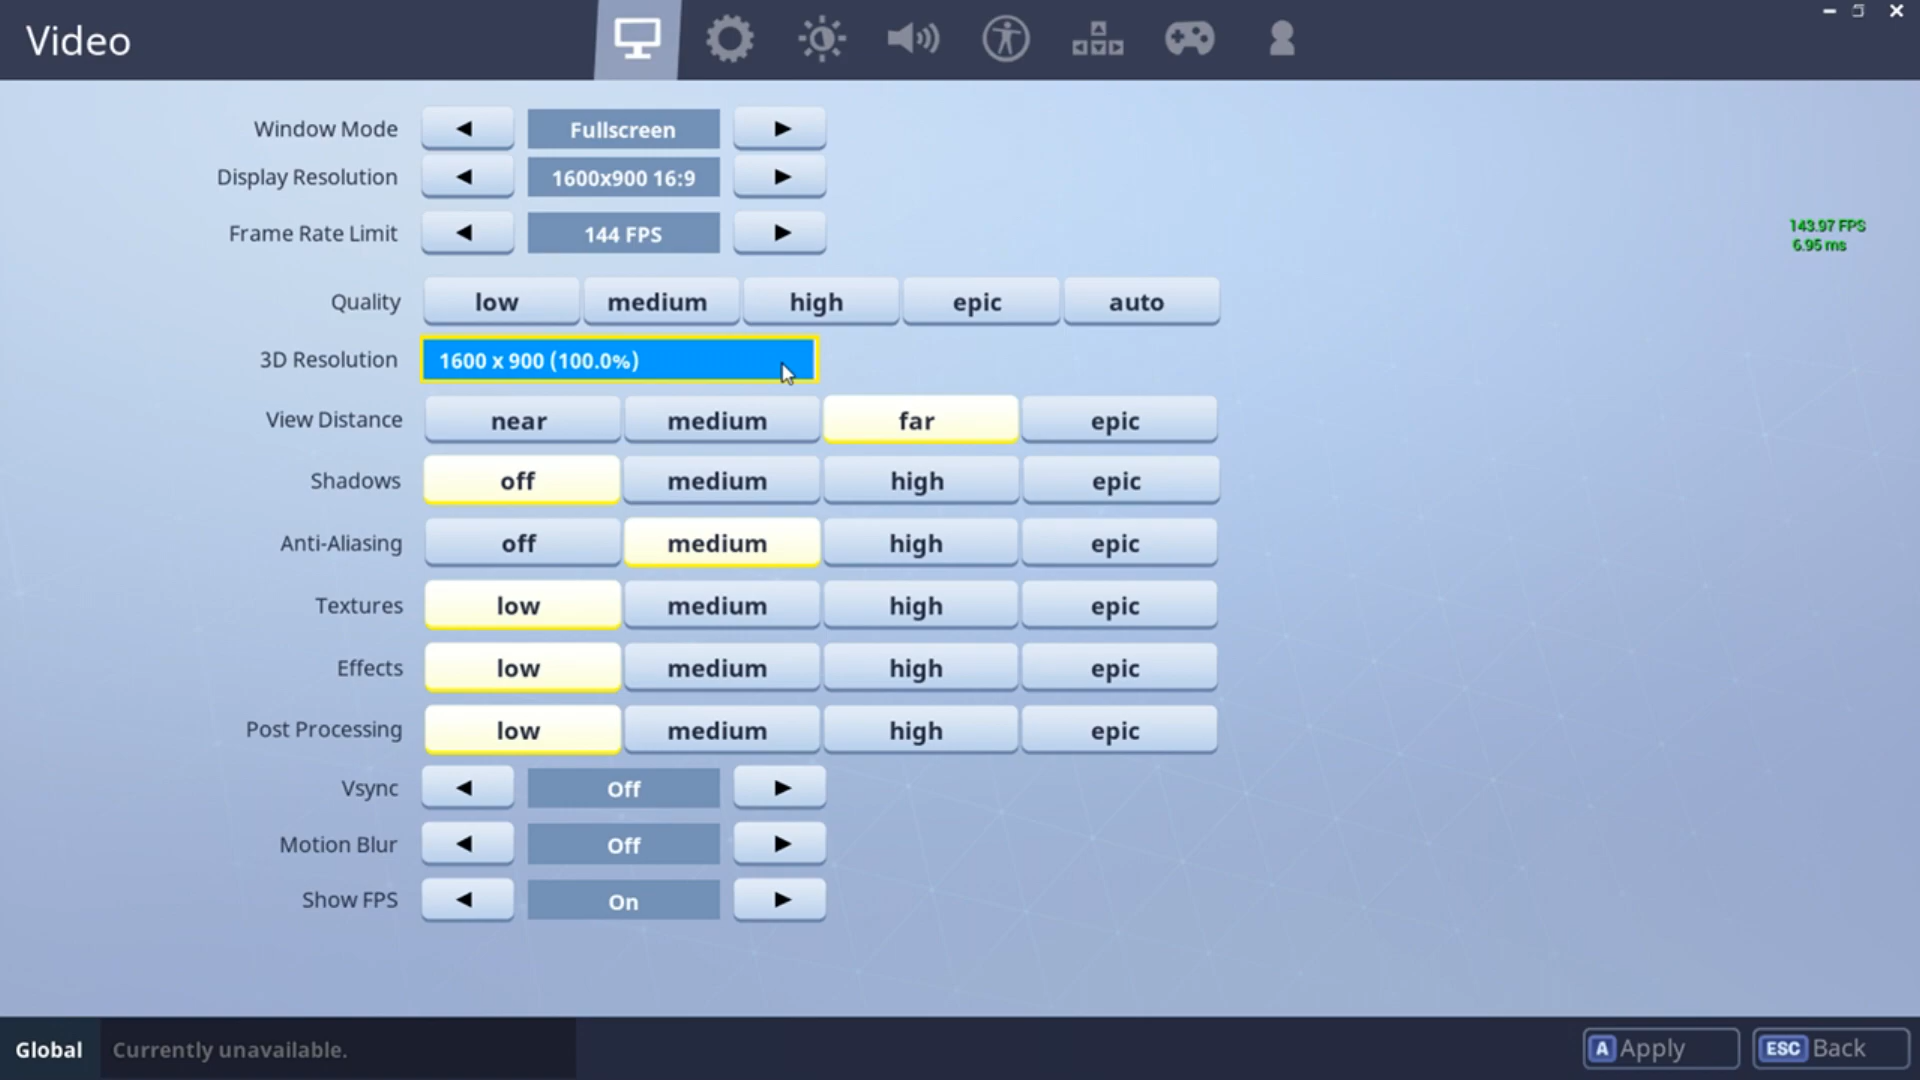 Video
Window Mode Fullscreen
Display Resolution 1600x900 16:9
Frame Rate Limit 144 FPS
143.97 FPS
6.95 ms
Quality low medium high epic auto
3D Resolution 1600 x 900 (100.0%)
View Distance near medium far epic
Shadows off medium high epic
Anti-Aliasing off medium high epic
Textures low medium high epic
Effects low medium high epic
Post Processing low medium high epic
Vsync Off
Motion Blur Off
Show FPS On
Global Currently unavailable. A Apply ESC Back